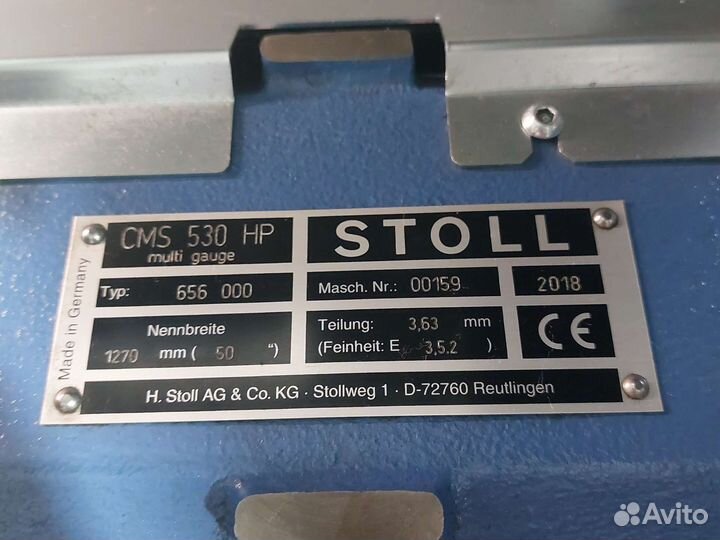 CMS 530 HP
multi gauge
STOLL
Typ: 656 000
Masch. Nr.: 00159
2018
Nennbreite
1270 mm ( 50 “)
Teilung: 3,63 mm
(Feinheit: E 3,5.2 )
CE
H. Stoll AG & Co. KG · Stollweg 1 · D-72760 Reutlingen
Made in Germany
Avito